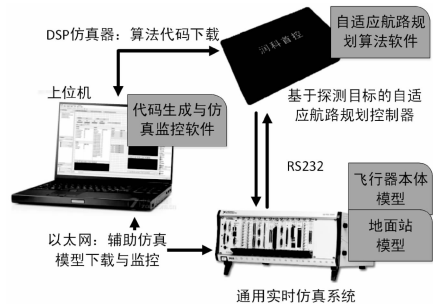 DSP仿真器：算法代码下载
自适应航路规
划算法软件
上位机
代码生成与仿
真监控软件
基于探测目标的自适
应航路规划控制器
RS232
飞行器本体
模型
地面站
模型
以太网：辅助仿真
模型下载与监控
通用实时仿真系统